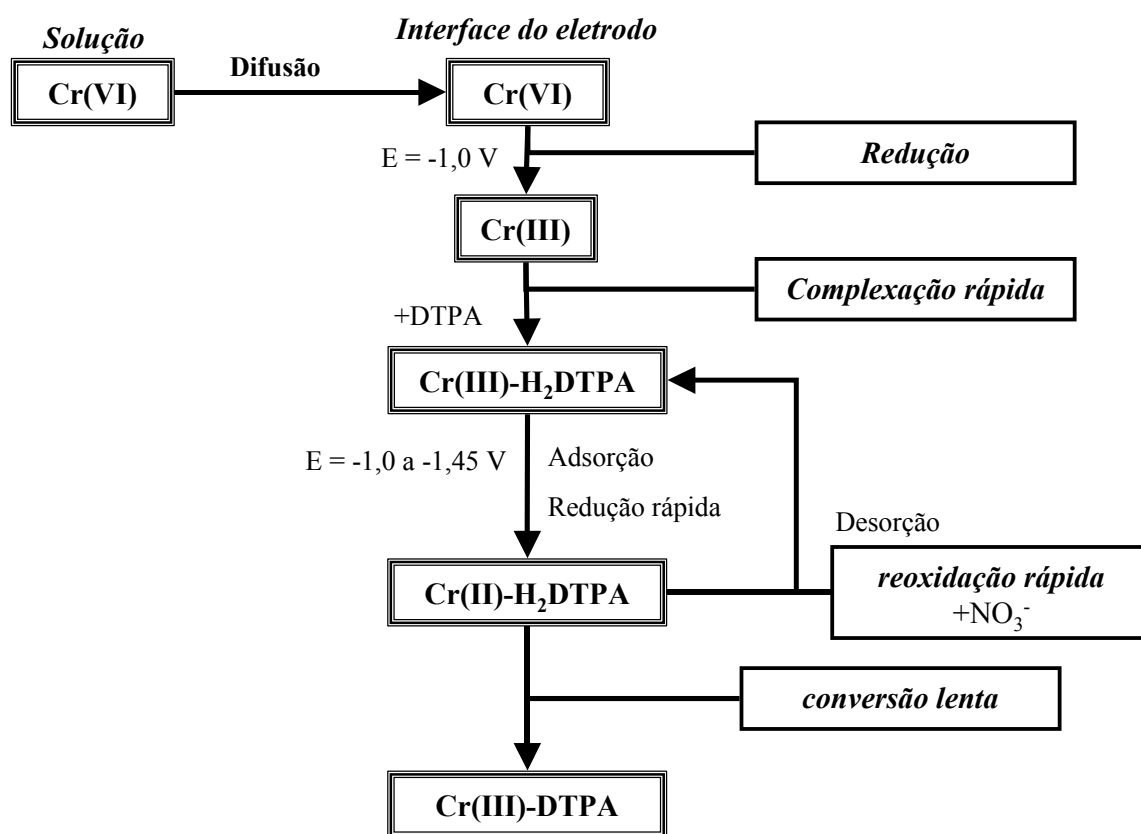 Solução
Interface do eletrodo
Cr(VI)
Difusão
Cr(VI)
E = -1,0 V
Redução
Cr(III)
+DTPA
Complexação rápida
Cr(III)-H₂DTPA
E = -1,0 a -1,45 V
Adsorção
Redução rápida
Desorção
Cr(II)-H₂DTPA
reoxidação rápida
+NO₃⁻
conversão lenta
Cr(III)-DTPA